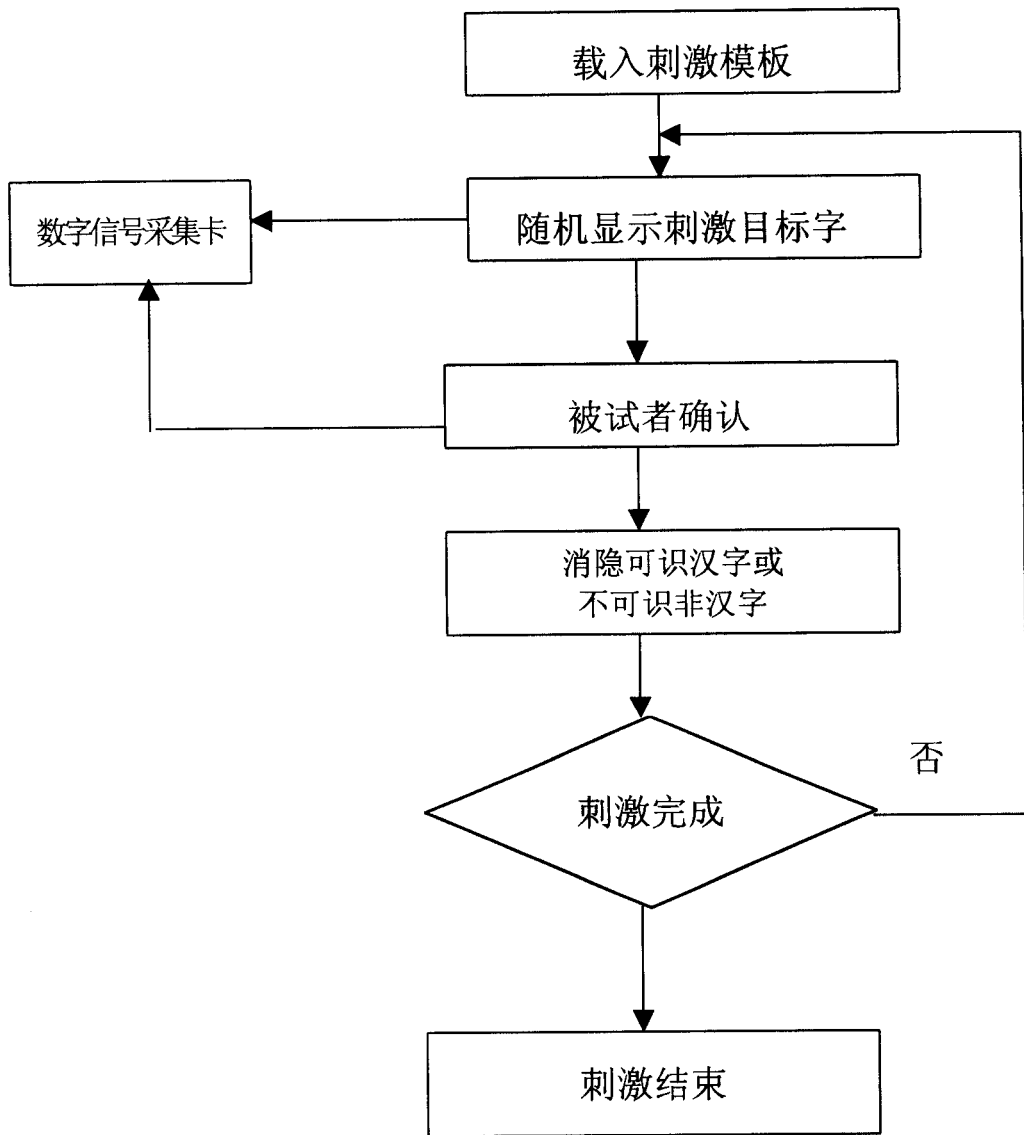 载入刺激模板
数字信号采集卡
随机显示刺激目标字
被试者确认
消隐可识汉字或
不可识非汉字
否
刺激完成
刺激结束